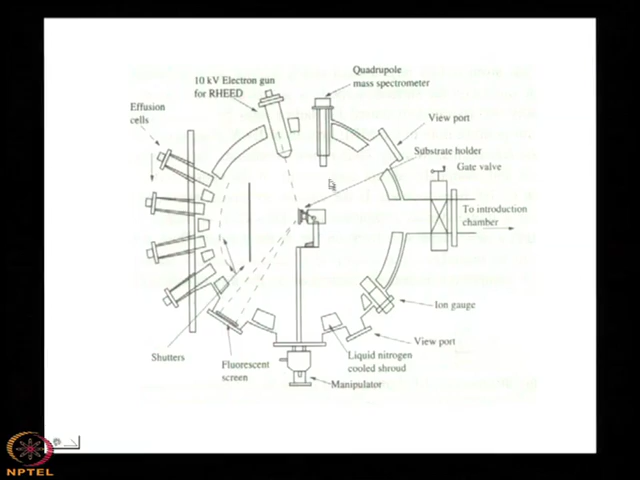 Quadrupole
mass spectrometer
10 kV Electron gun
for RHEED
Effusion
cells
View port
Substrate holder
Gate valve
To introduction
chamber
Ion gauge
View port
Liquid nitrogen
cooled shroud
Shutters
Fluorescent
screen
Manipulator
NPTEL